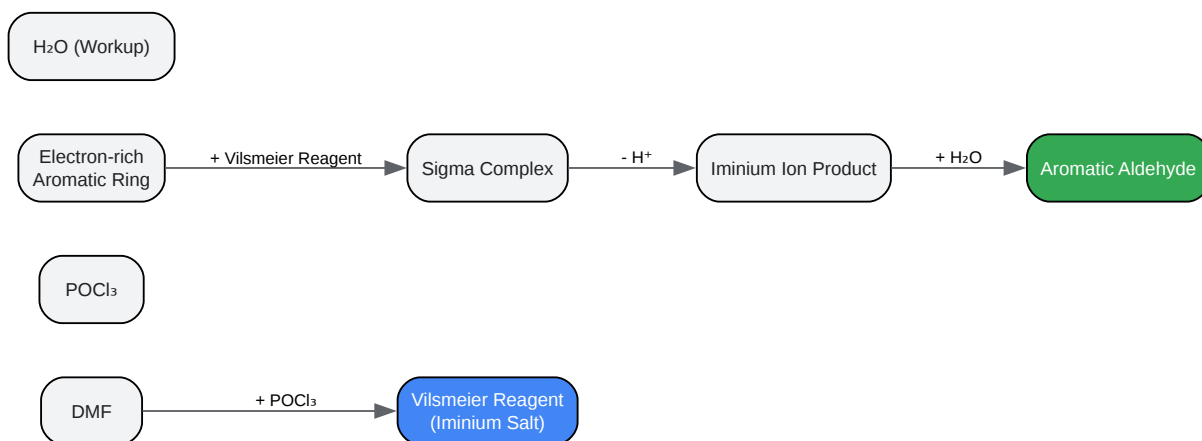 H₂O (Workup)
Electron-rich
Aromatic Ring
+ Vilsmeier Reagent
Sigma Complex
- H⁺
Iminium Ion Product
+ H₂O
Aromatic Aldehyde
POCl₃
DMF
+ POCl₃
Vilsmeier Reagent
(Iminium Salt)